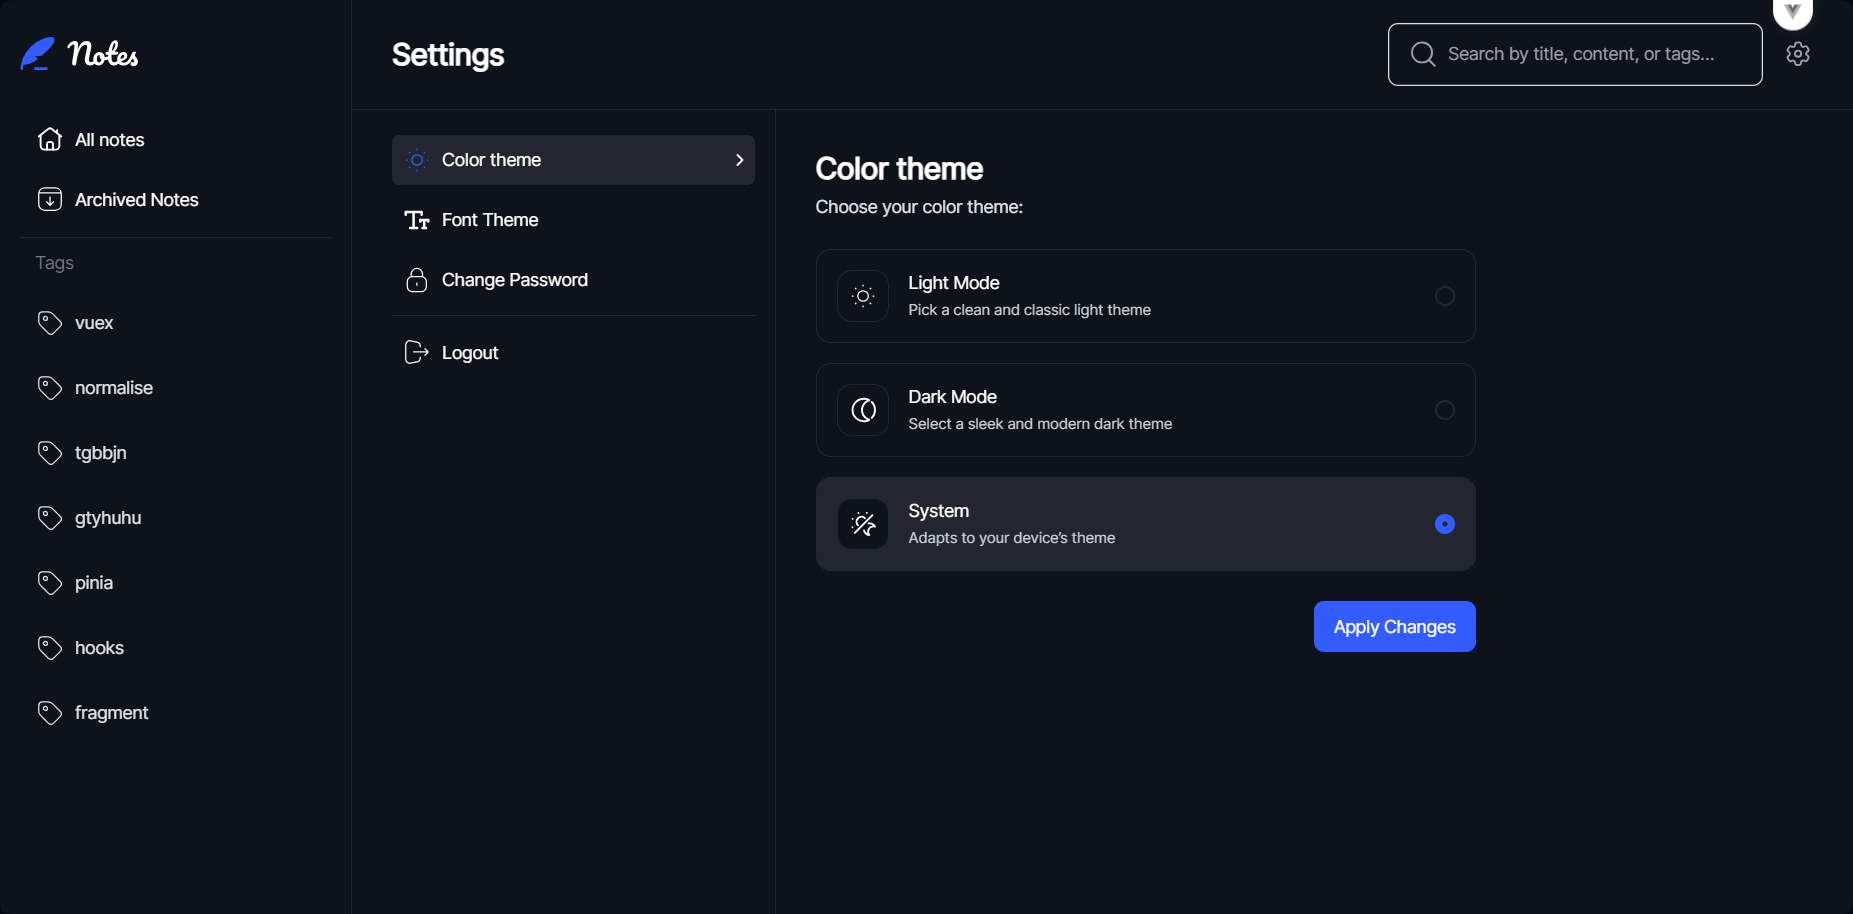 Notes
All notes
Archived Notes
Tags
vuex
normalise
tgbbjn
gtyhuhu
pinia
hooks
fragment
Settings
Search by title, content, or tags...
Color theme
Font Theme
Change Password
Logout
Color theme
Choose your color theme:
Light Mode
Pick a clean and classic light theme
Dark Mode
Select a sleek and modern dark theme
System
Adapts to your device’s theme
Apply Changes